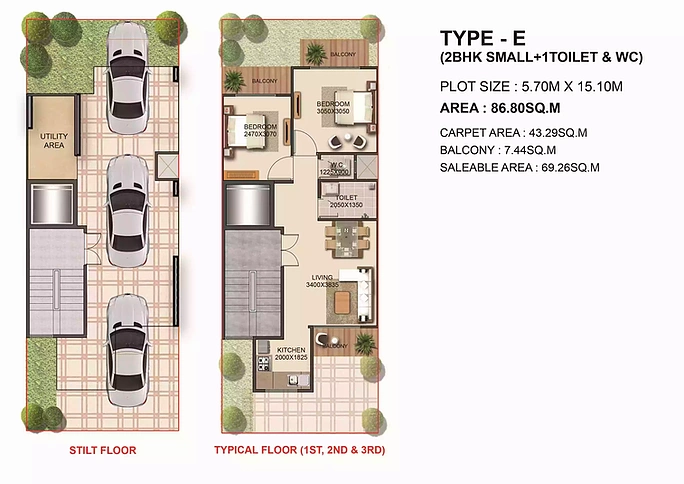 TYPE - E
(2BHK SMALL+1TOILET & WC)
PLOT SIZE : 5.70M X 15.10M
AREA : 86.80SQ.M
CARPET AREA : 43.29SQ.M
BALCONY : 7.44SQ.M
SALEABLE AREA : 69.26SQ.M
UTILITY
AREA
STILT FLOOR
BALCONY
BALCONY
BEDROOM
3050X3050
BEDROOM
2470X3070
W.C
1225X900
TOILET
2050X1350
LIVING
3400X3835
BALCONY
KITCHEN
2000X1825
TYPICAL FLOOR (1ST, 2ND & 3RD)